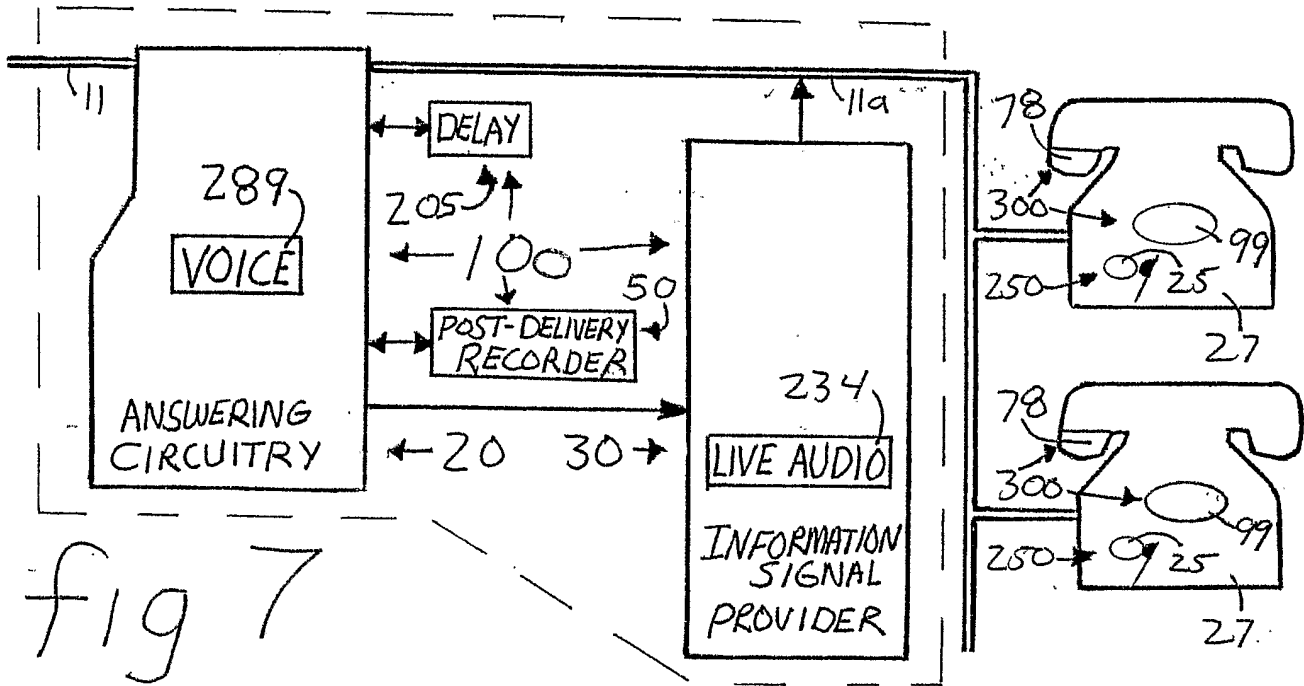 11
11a
DELAY
78
289
205
300
VOICE
100
99
50
250
25
POST-DELIVERY
RECORDER
27
234
78
ANSWERING
CIRCUITRY
20
30
LIVE AUDIO
300
99
INFORMATION
SIGNAL
PROVIDER
250
25
27
fig 7